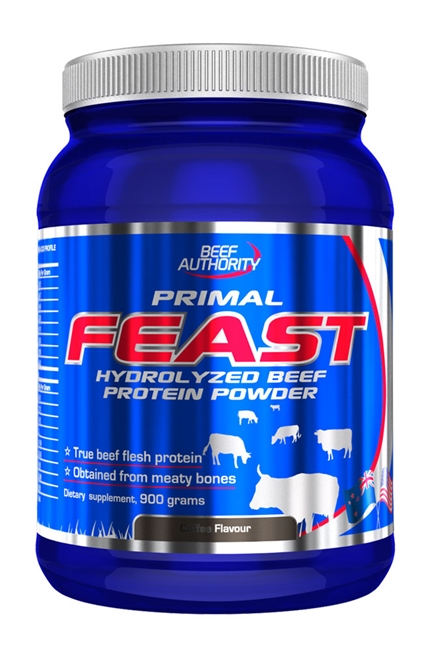 PROFILE
BEEF
AUTHORITY
PRIMAL
FEAST
HYDROLYZED BEEF
PROTEIN POWDER
☆ True beef flesh protein
☆ Obtained from meaty bones
Dietary supplement, 900 grams
Flavour